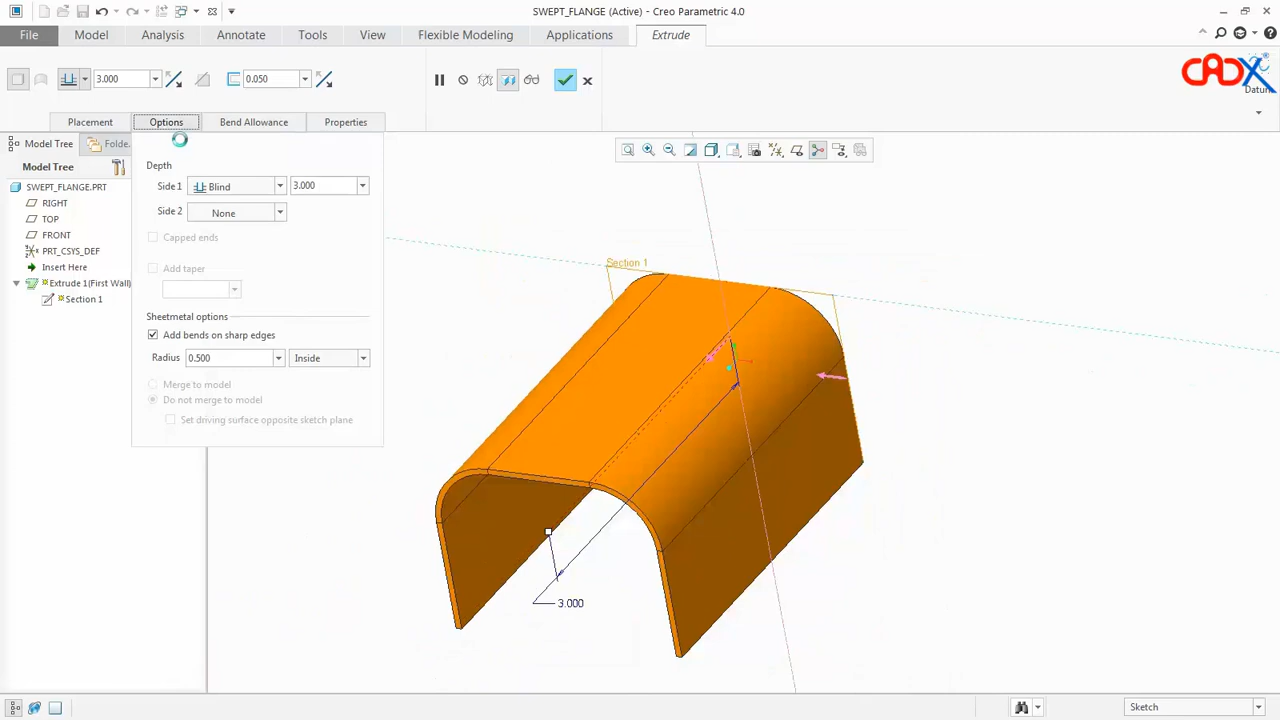 SWEPT_FLANGE (Active) - Creo Parametric 4.0
File Model Analysis Annotate Tools View Flexible Modeling Applications Extrude
3.000 0.050
CADX
Datum
Placement Options Bend Allowance Properties
Model Tree Folde
Model Tree
SWEPT_FLANGE.PRT
RIGHT
TOP
FRONT
PRT_CSYS_DEF
Insert Here
Extrude 1(First Wall)
Section 1
Depth
Side 1 Blind 3.000
Side 2 None
Capped ends
Add taper
Sheetmetal options
Add bends on sharp edges
Radius 0.500 Inside
Merge to model
Do not merge to model
Set driving surface opposite sketch plane
Section 1
3.000
Sketch